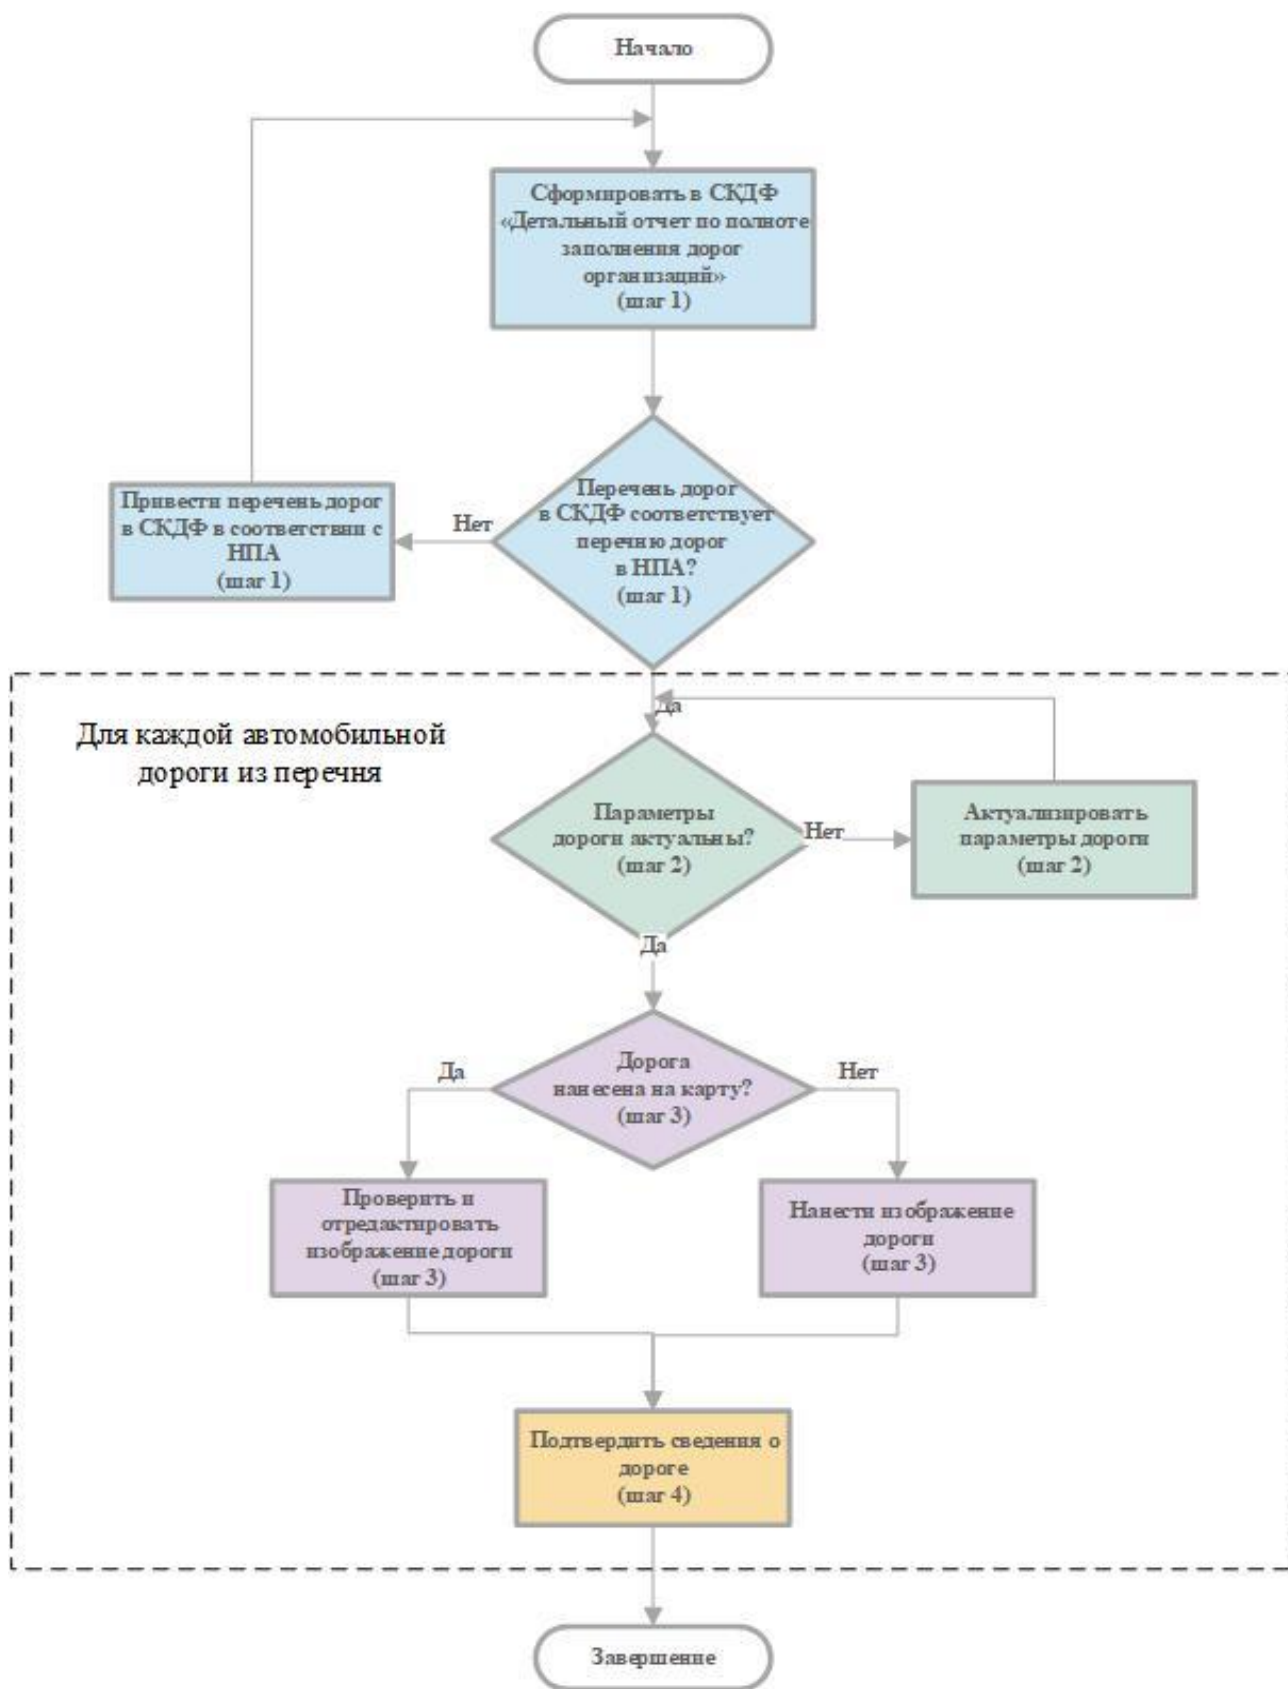 Начало
Сформировать в СКДФ
«Детальный отчет по полноте
заполнения дорог
организаций»
(шаг 1)
Привести перечень дорог
в СКДФ в соответствии с
НПА
(шаг 1)
Нет
Перечень дорог
в СКДФ соответствует
перечню дорог
в НПА?
(шаг 1)
Да
Для каждой автомобильной
дороги из перечня
Параметры
дороги актуальны?
(шаг 2)
Нет
Актуализировать
параметры дороги
(шаг 2)
Да
Дорога
нанесена на карту?
(шаг 3)
Да
Нет
Проверить и
отредактировать
изображение дороги
(шаг 3)
Нанести изображение
дороги
(шаг 3)
Подтвердить сведения о
дороге
(шаг 4)
Завершение